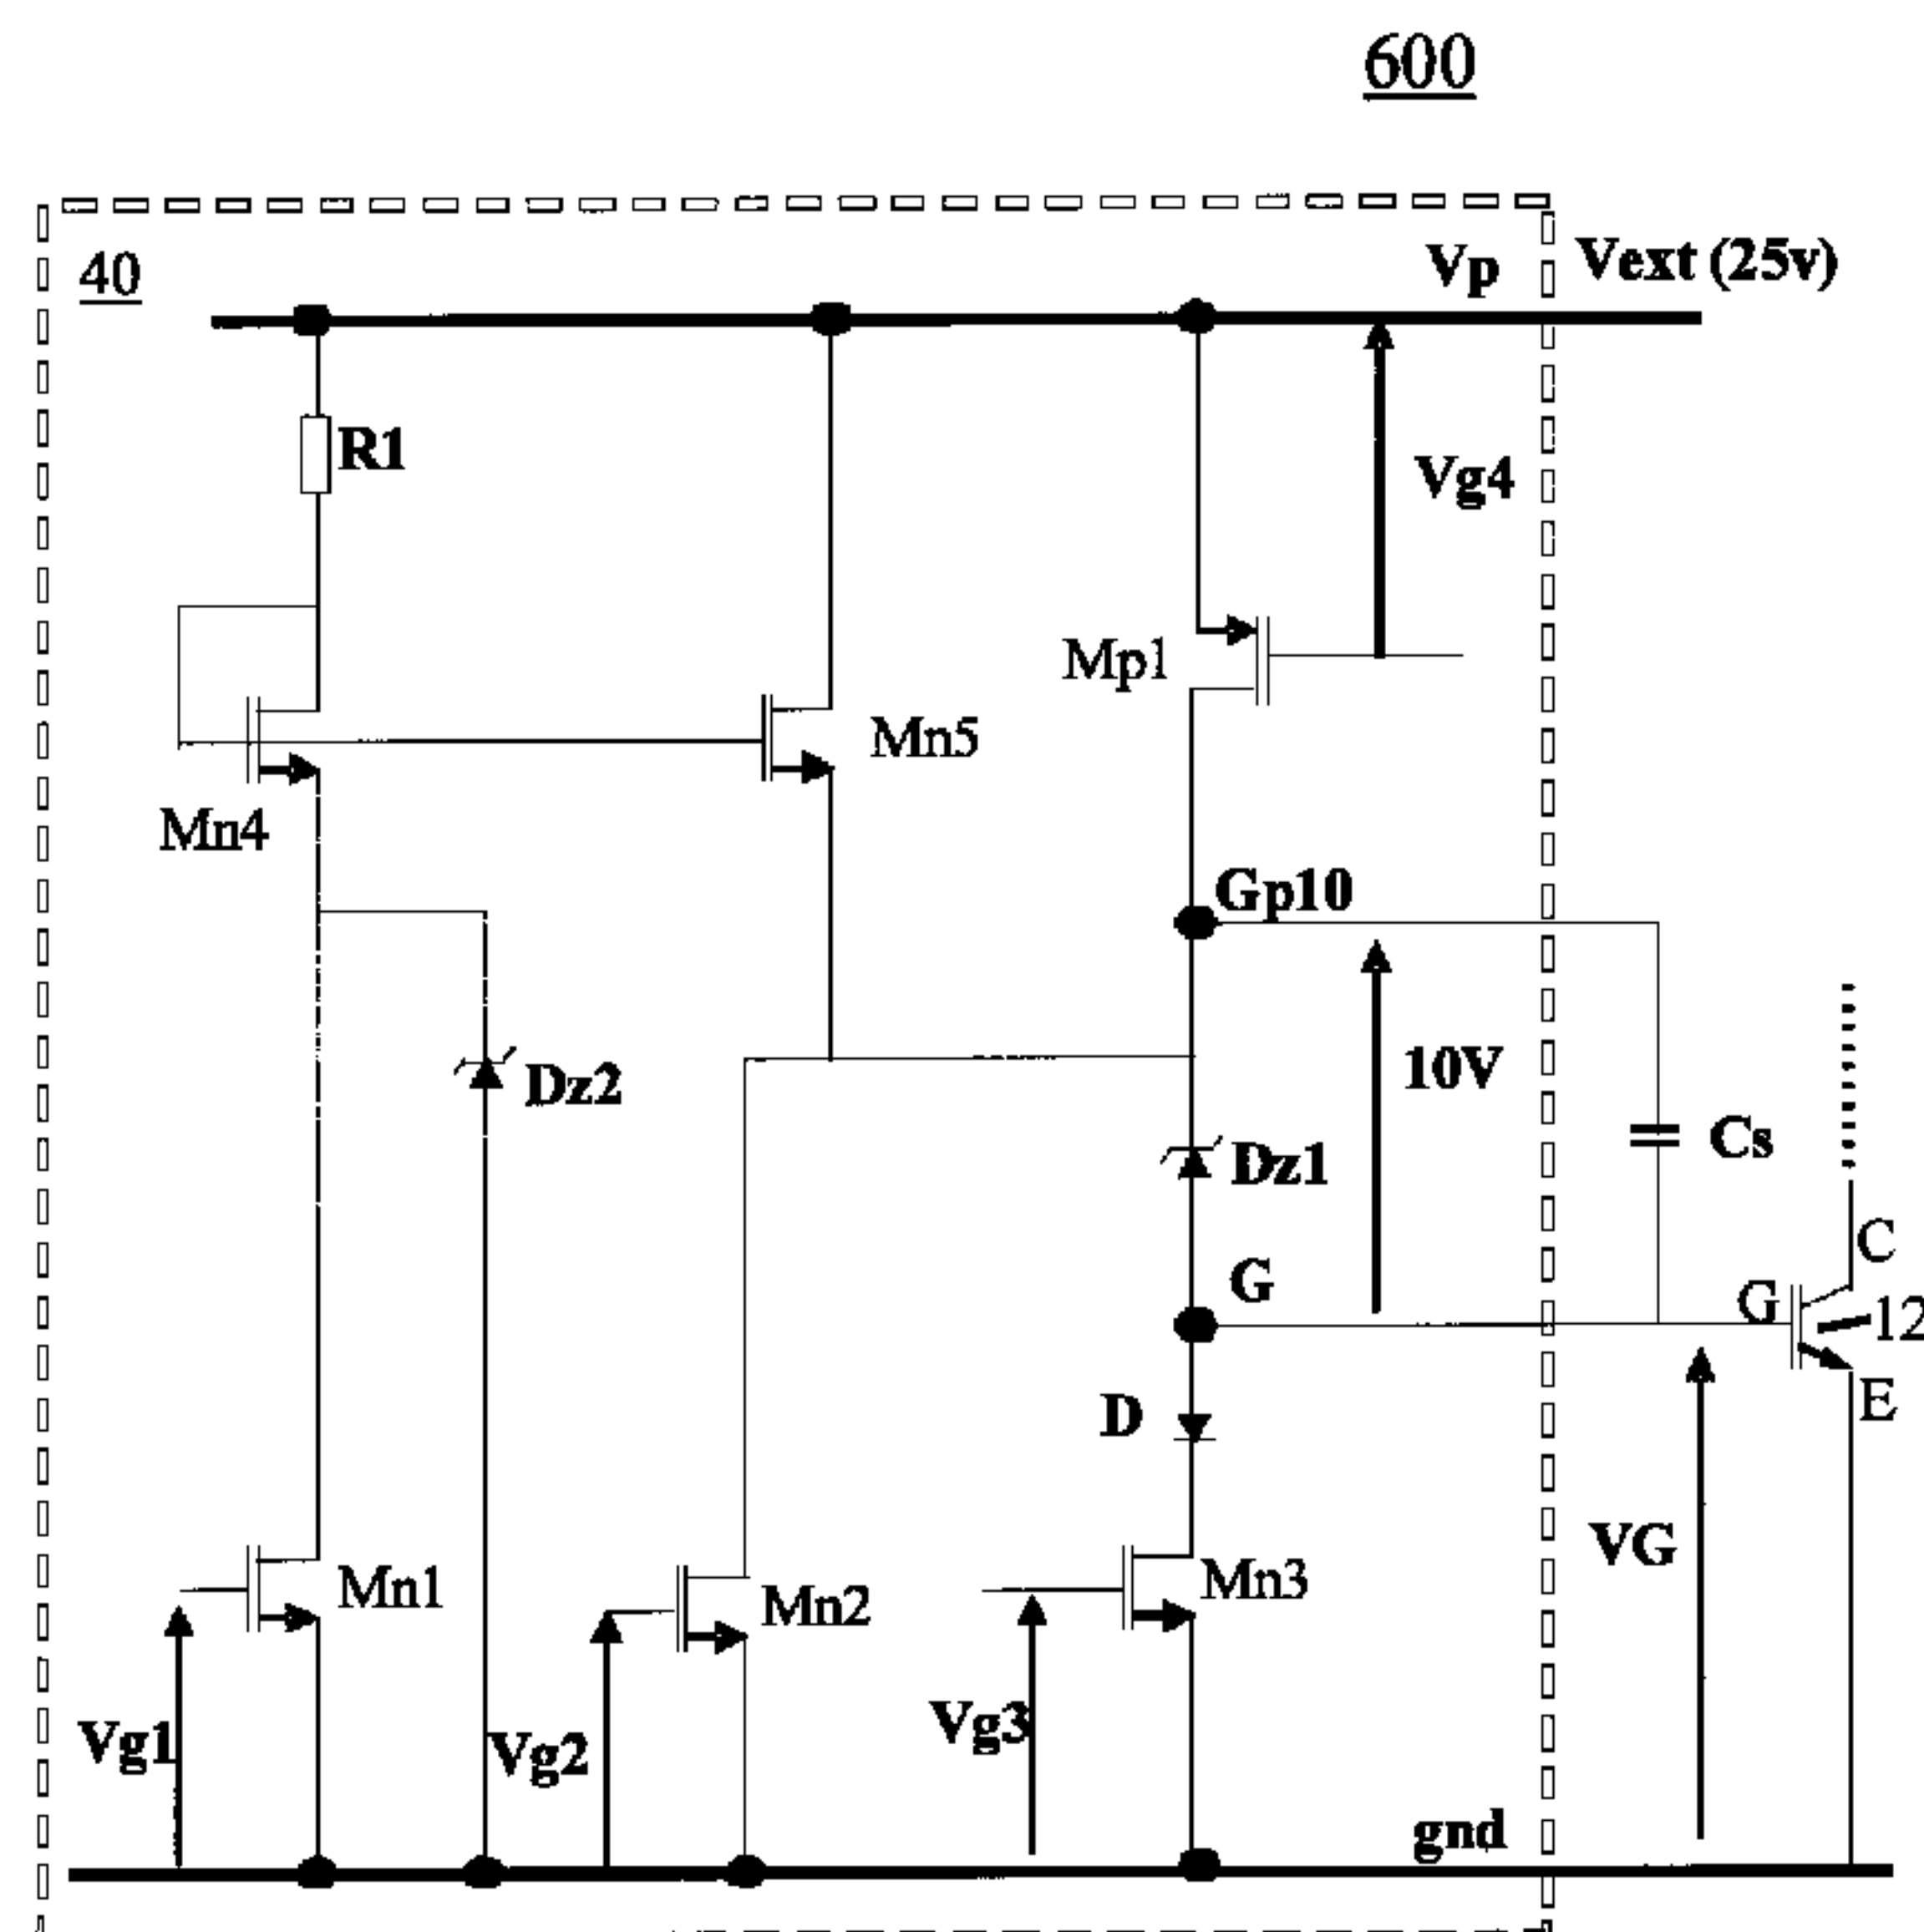 600
40
Vp
Vext (25v)
R1
Vg4
Mp1
Mn5
Mn4
Gp10
10V
Dz2
Cs
Dz1
C
G
G
12
D
E
VG
Mn1
Mn2
Mn3
Vg1
Vg2
Vg3
gnd